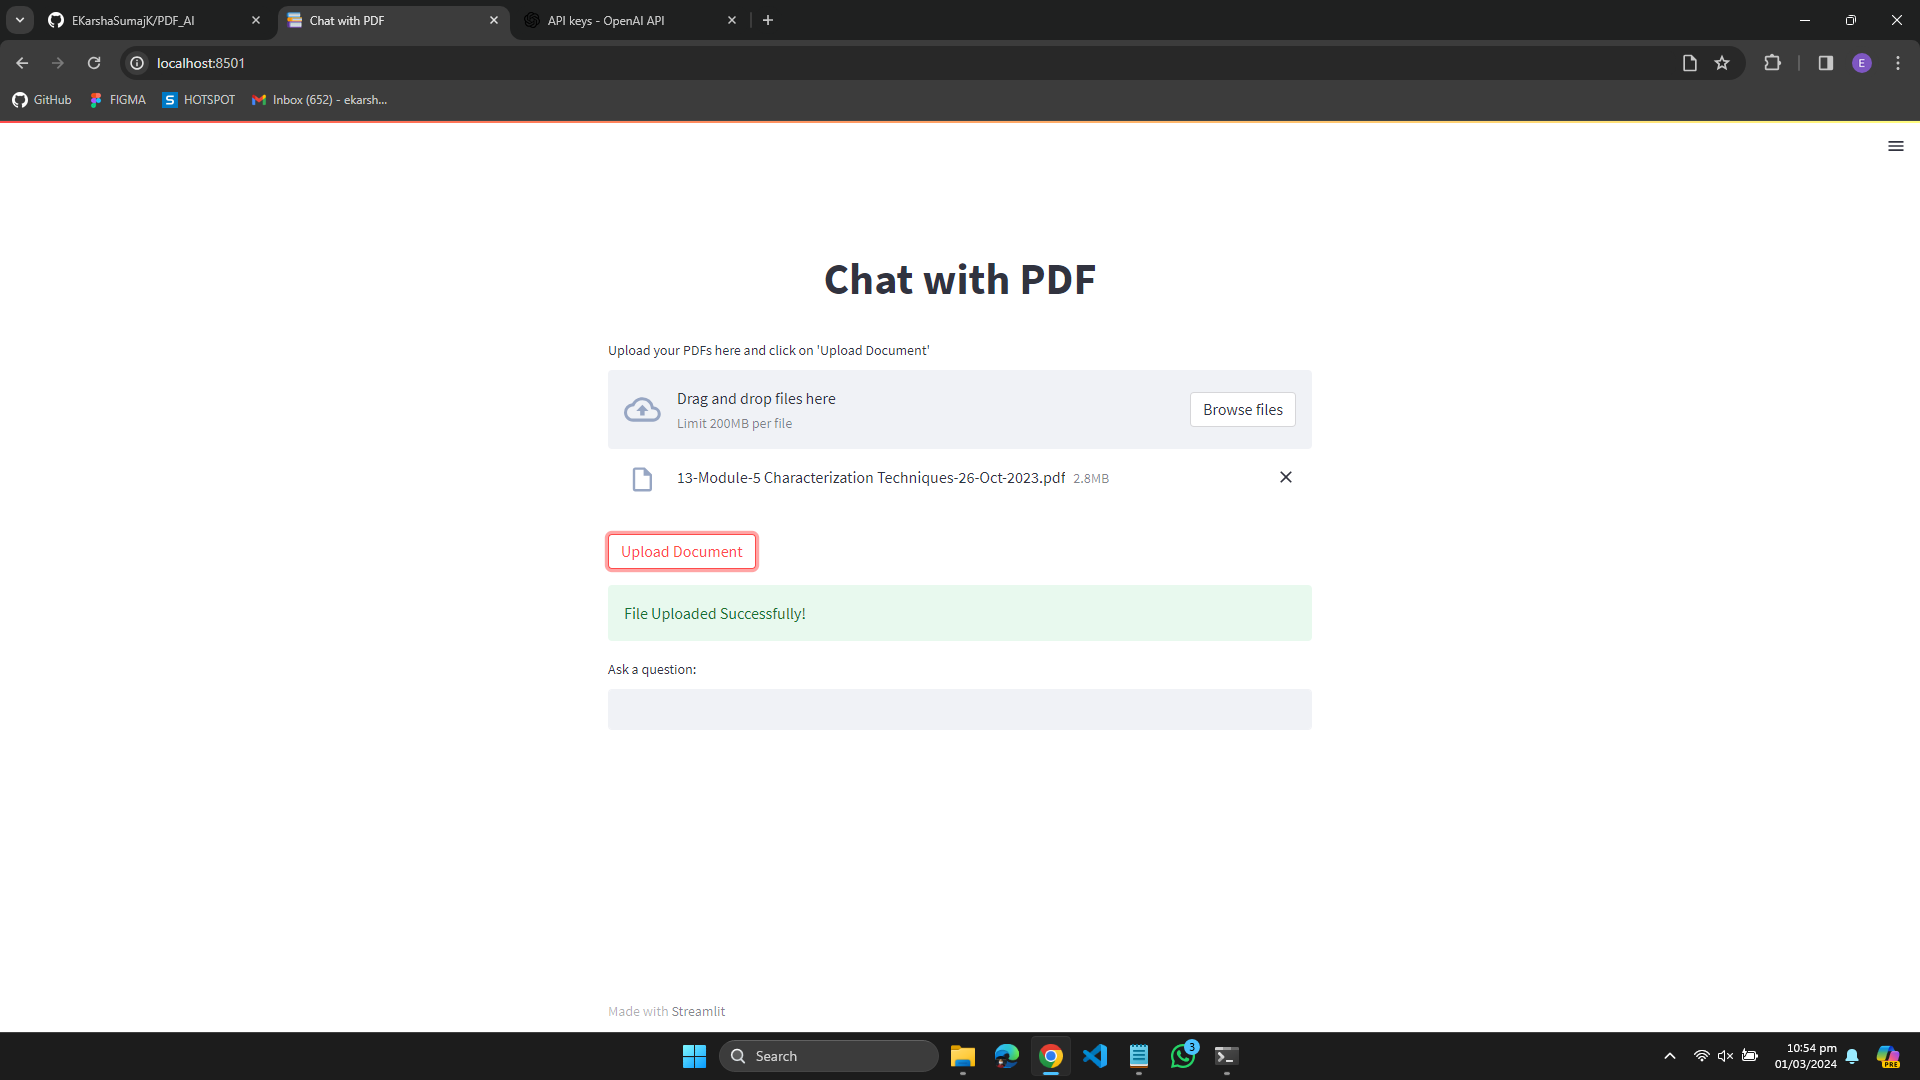 EKarshaSumajK/PDF_AI
Chat with PDF
API keys - OpenAI API
localhost:8501
E
GitHub
FIGMA
S HOTSPOT
Inbox (652) - ekarsh...
Chat with PDF
Upload your PDFs here and click on 'Upload Document'
Drag and drop files here
Limit 200MB per file
Browse files
13-Module-5 Characterization Techniques-26-Oct-2023.pdf 2.8MB
Upload Document
File Uploaded Successfully!
Ask a question:
Made with Streamlit
Search
3
10:54 pm
01/03/2024
PRE